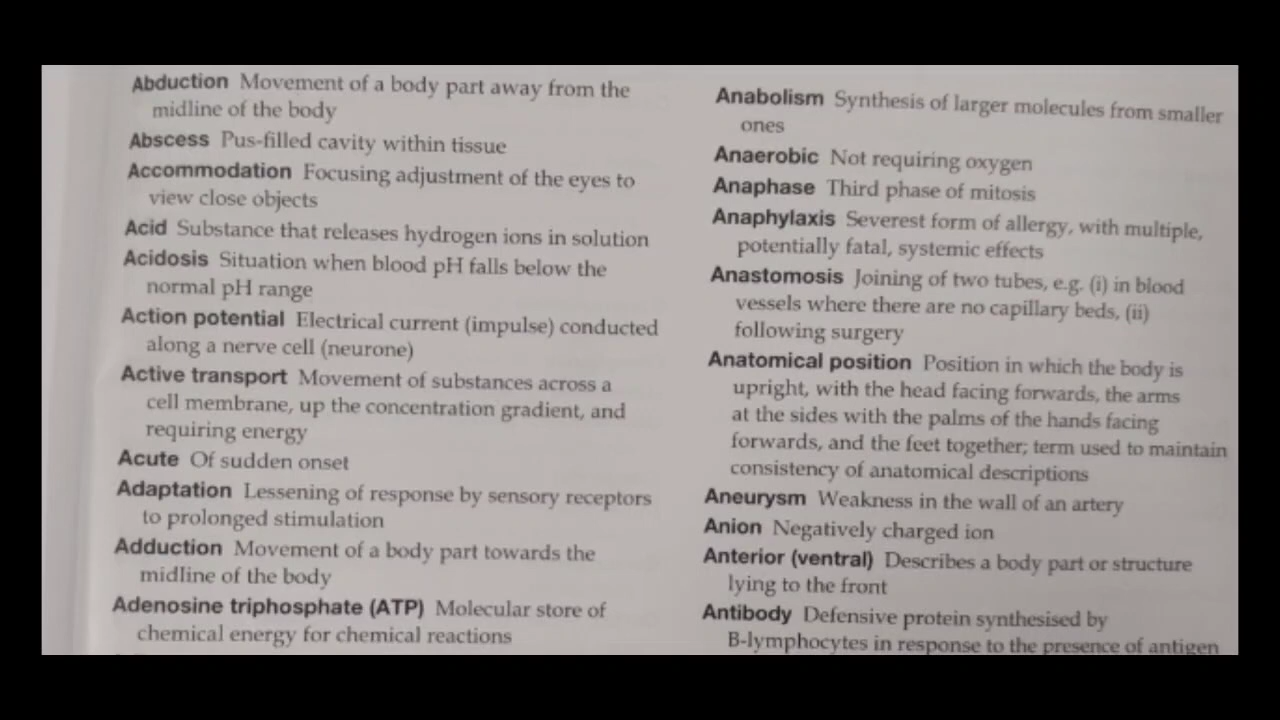 Abduction Movement of a body part away from the
midline of the body
Abscess Pus-filled cavity within tissue
Accommodation Focusing adjustment of the eyes to
view close objects
Acid Substance that releases hydrogen ions in solution
Acidosis Situation when blood pH falls below the
normal pH range
Action potential Electrical current (impulse) conducted
along a nerve cell (neurone)
Active transport Movement of substances across a
cell membrane, up the concentration gradient, and
requiring energy
Acute Of sudden onset
Adaptation Lessening of response by sensory receptors
to prolonged stimulation
Adduction Movement of a body part towards the
midline of the body
Adenosine triphosphate (ATP) Molecular store of
chemical energy for chemical reactions
Anabolism Synthesis of larger molecules from smaller
ones
Anaerobic Not requiring oxygen
Anaphase Third phase of mitosis
Anaphylaxis Severest form of allergy, with multiple,
potentially fatal, systemic effects
Anastomosis Joining of two tubes, e.g. (i) in blood
vessels where there are no capillary beds, (ii)
following surgery
Anatomical position Position in which the body is
upright, with the head facing forwards, the arms
at the sides with the palms of the hands facing
forwards, and the feet together; term used to maintain
consistency of anatomical descriptions
Aneurysm Weakness in the wall of an artery
Anion Negatively charged ion
Anterior (ventral) Describes a body part or structure
lying to the front
Antibody Defensive protein synthesised by
B-lymphocytes in response to the presence of antigen